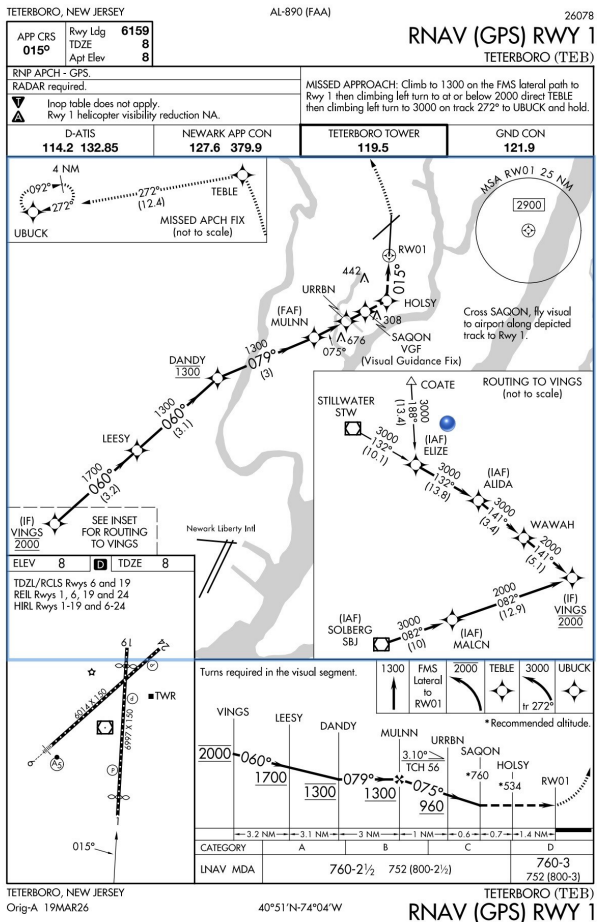 TETERBORO, NEW JERSEY
AL-890 (FAA)
26078
APP CRS
015°
Rwy Ldg 6159
TDZE 8
Apt Elev 8
RNAV (GPS) RWY 1
TETERBORO (TEB)
RNP APCH - GPS.
RADAR required.
T Inop table does not apply.
A Rwy 1 helicopter visibility reduction NA.
MISSED APPROACH: Climb to 1300 on the FMS lateral path to
Rwy 1 then climbing left turn to at or below 2000 direct TEBLE
then climbing left turn to 3000 on track 272° to UBUCK and hold.
D-ATIS
114.2 132.85
NEWARK APP CON
127.6 379.9
TETERBORO TOWER
119.5
GND CON
121.9
4 NM
092°
272°
UBUCK
272°
(12.4)
TEBLE
MISSED APCH FIX
(not to scale)
MSA RW01 25 NM
2900
RW01
015°
442
URRBN
HOLSY
(FAF)
MULNN
308
676
075°
SAQON
VGF
(Visual Guidance Fix)
Cross SAQON, fly visual
to airport along depicted
track to Rwy 1.
1300
079°
(3)
DANDY
1300
1300
060°
(3.1)
LEESY
1700
060°
(3.2)
(IF)
VINGS
2000
SEE INSET
FOR ROUTING
TO VINGS
Newark Liberty Intl
ROUTING TO VINGS
(not to scale)
COATE
3000
188°
(13.4)
STILLWATER
STW
3000
132°
(10.1)
(IAF)
ELIZE
3000
132°
(13.8)
(IAF)
ALIDA
3000
141°
(3.4)
WAWAH
2000
141°
(5.1)
(IF)
VINGS
2000
2000
082°
(12.9)
(IAF)
MALCN
3000
082°
(10)
(IAF)
SOLBERG
SBJ
ELEV 8 D TDZE 8
TDZL/RCLS Rwys 6 and 19
REIL Rwys 1, 6, 19 and 24
HIRL Rwys 1-19 and 6-24
19
24
6014 X 150
6997 X 150
TWR
P
P
P
A5
6
1
015°
Turns required in the visual segment.
1300
FMS
Lateral
to
RW01
2000
TEBLE
3000
tr 272°
UBUCK
*Recommended altitude.
VINGS
LEESY
DANDY
MULNN
URRBN
SAQON
HOLSY
RW01
3.10°
TCH 56
2000
060°
1700
1300
079°
1300
075°
960
*760
*534
3.2 NM
3.1 NM
3 NM
1 NM
0.6
0.7
1.4 NM
CATEGORY A B C D
LNAV MDA 760-2½ 752 (800-2½) 760-3
752 (800-3)
TETERBORO, NEW JERSEY
Orig-A 19MAR26
40°51'N-74°04'W
TETERBORO (TEB)
RNAV (GPS) RWY 1